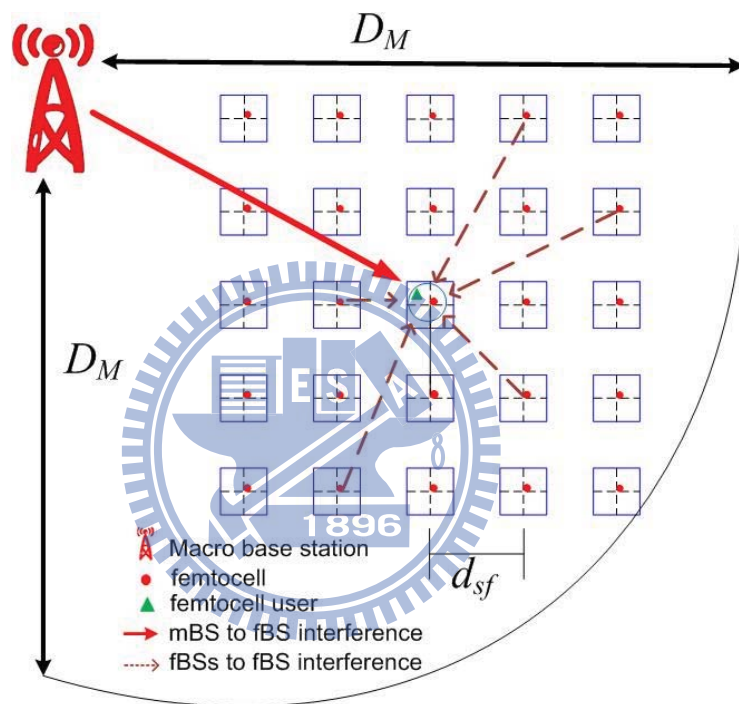 D_M
D_M
E S A
1896
Macro base station
femtocell
femtocell user
mBS to fBS interference
fBSs to fBS interference
d_sf